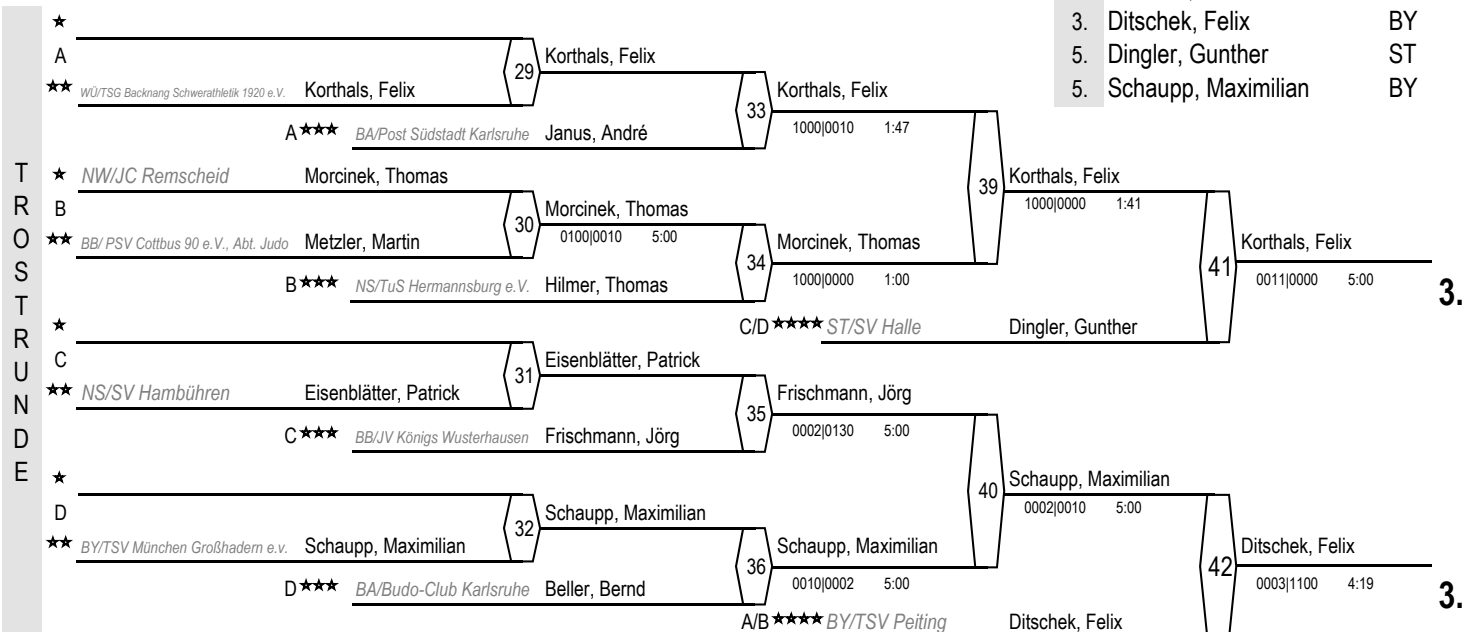 3. Ditschek, Felix BY
5. Dingler, Gunther ST
5. Schaupp, Maximilian BY
TROSTRUNDE
A
29 Korthals, Felix
WÜ/TSG Backnang Schwerathletik 1920 e.V. Korthals, Felix
33 Korthals, Felix
1000|0010 1:47
A BA/Post Südstadt Karlsruhe Janus, André
NW/JC Remscheid Morcinek, Thomas
39 Korthals, Felix
1000|0000 1:41
B
30 Morcinek, Thomas
0100|0010 5:00
BB/ PSV Cottbus 90 e.V., Abt. Judo Metzler, Martin
34 Morcinek, Thomas
1000|0000 1:00
41 Korthals, Felix
0011|0000 5:00
3.
B NS/TuS Hermannsburg e.V. Hilmer, Thomas
C/D ST/SV Halle Dingler, Gunther
C
31 Eisenblätter, Patrick
NS/SV Hambühren Eisenblätter, Patrick
35 Frischmann, Jörg
0002|0130 5:00
C BB/JV Königs Wusterhausen Frischmann, Jörg
40 Schaupp, Maximilian
0002|0010 5:00
D
32 Schaupp, Maximilian
BY/TSV München Großhadern e.v. Schaupp, Maximilian
36 Schaupp, Maximilian
0010|0002 5:00
42 Ditschek, Felix
0003|1100 4:19
3.
D BA/Budo-Club Karlsruhe Beller, Bernd
A/B BY/TSV Peiting Ditschek, Felix